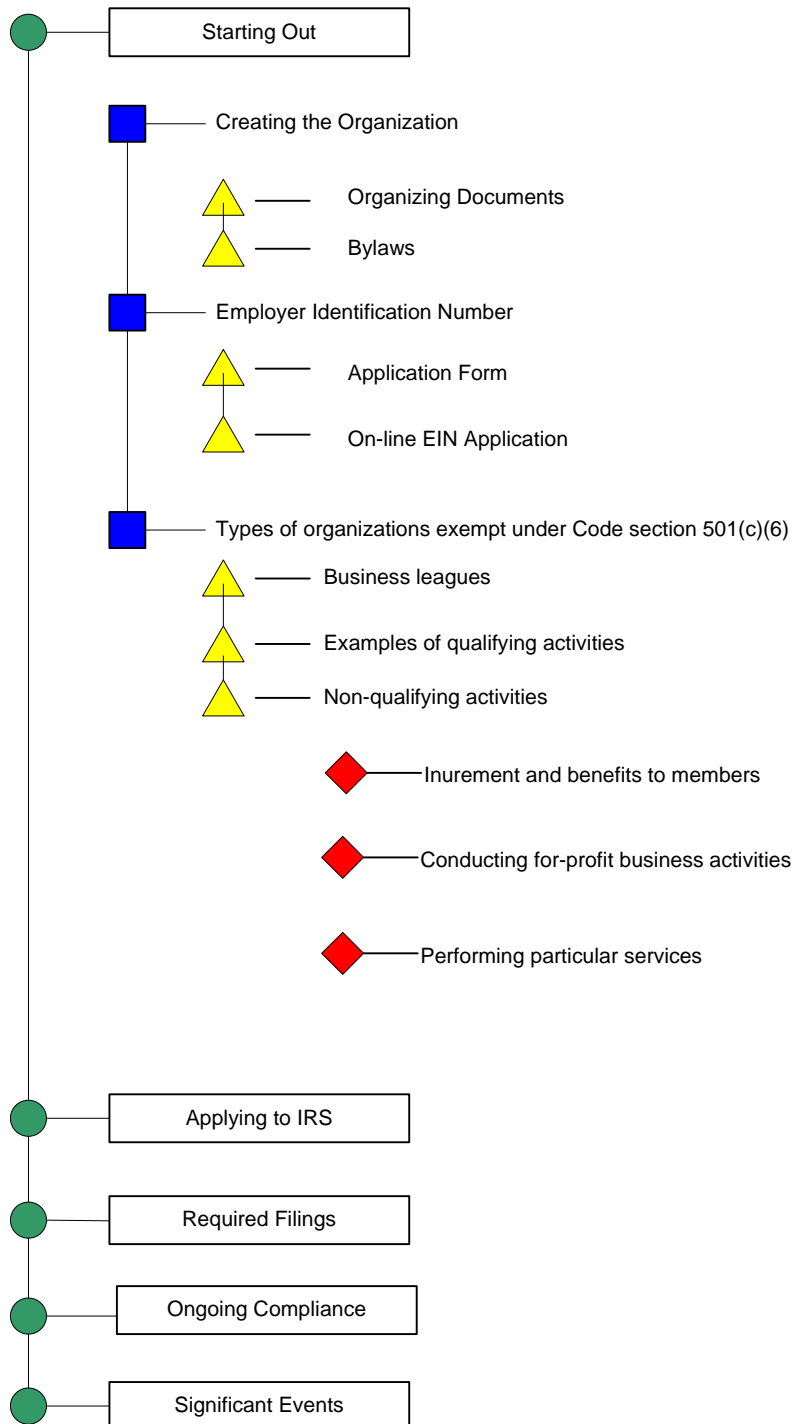 Starting Out
Creating the Organization
Organizing Documents
Bylaws
Employer Identification Number
Application Form
On-line EIN Application
Types of organizations exempt under Code section 501(c)(6)
Business leagues
Examples of qualifying activities
Non-qualifying activities
Inurement and benefits to members
Conducting for-profit business activities
Performing particular services
Applying to IRS
Required Filings
Ongoing Compliance
Significant Events